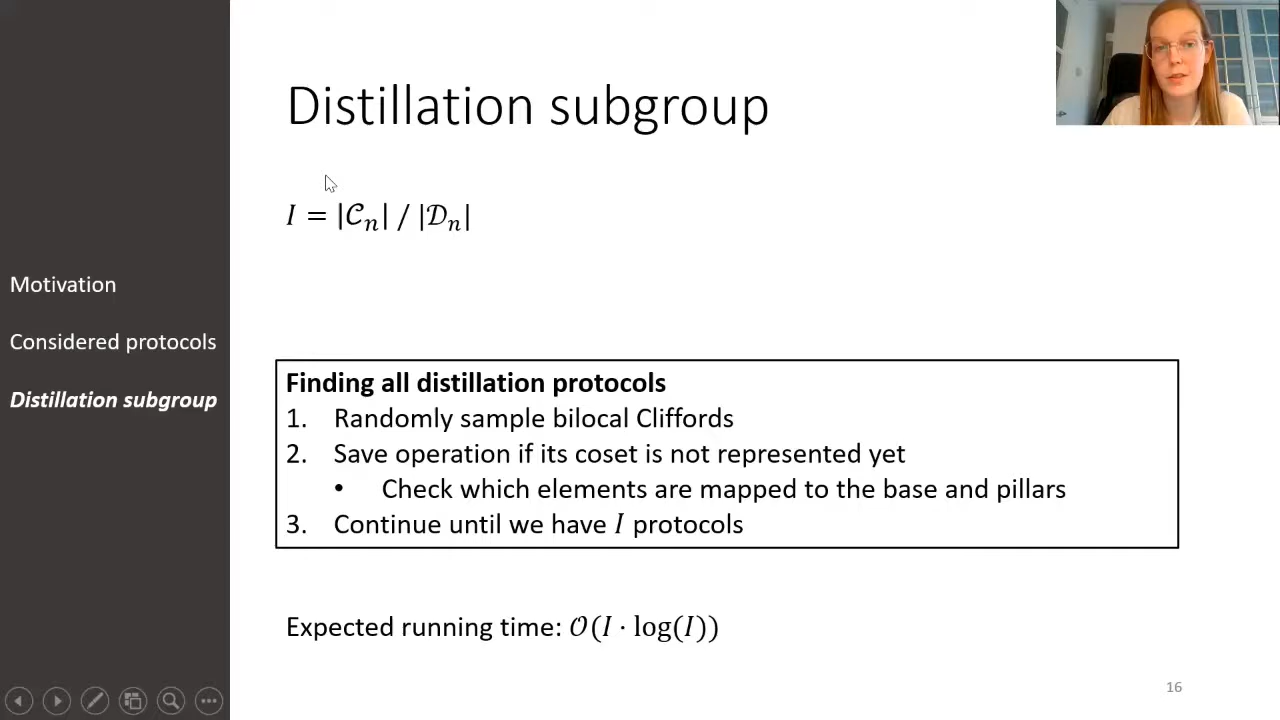 Distillation subgroup
I = |𝒞ₙ| / |𝒟ₙ|
Motivation
Considered protocols
Distillation subgroup
Finding all distillation protocols
1. Randomly sample bilocal Cliffords
2. Save operation if its coset is not represented yet
• Check which elements are mapped to the base and pillars
3. Continue until we have I protocols
Expected running time: 𝒪(I · log(I))
16